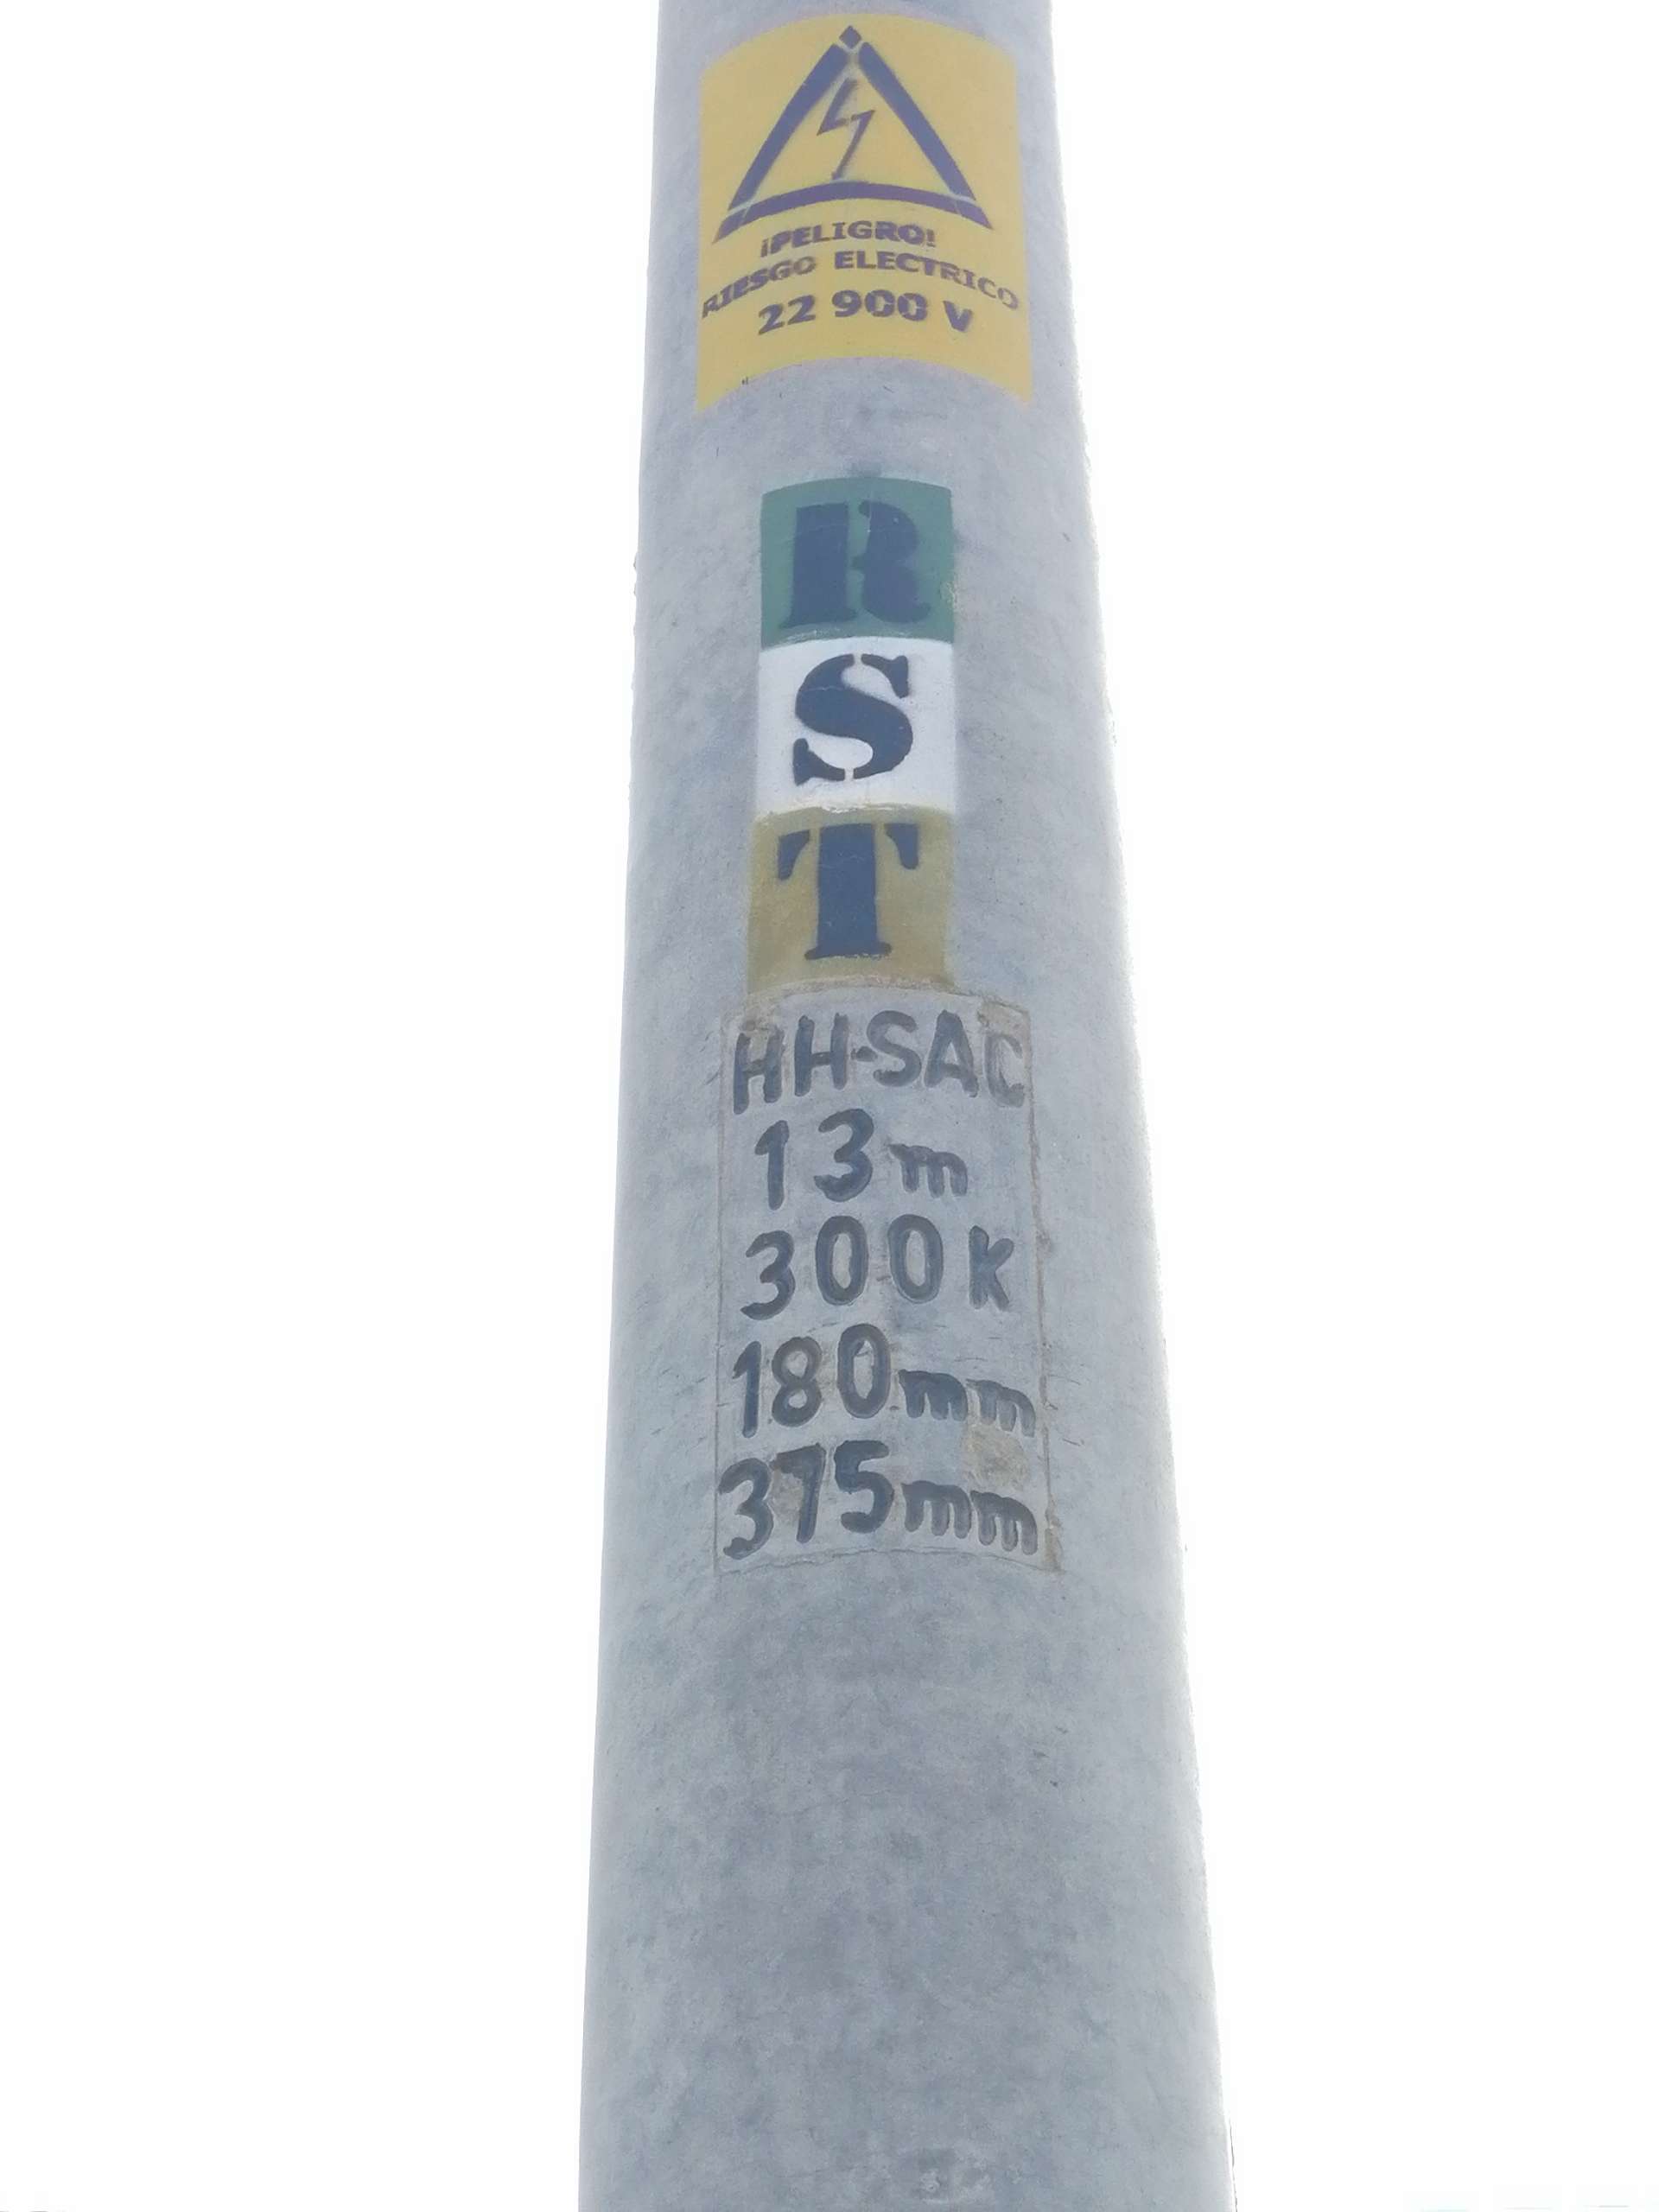 ¡PELIGRO!
RIESGO ELECTRICO
22 900 V
R
S
T
HH-SAC
13m
300K
180mm
375mm